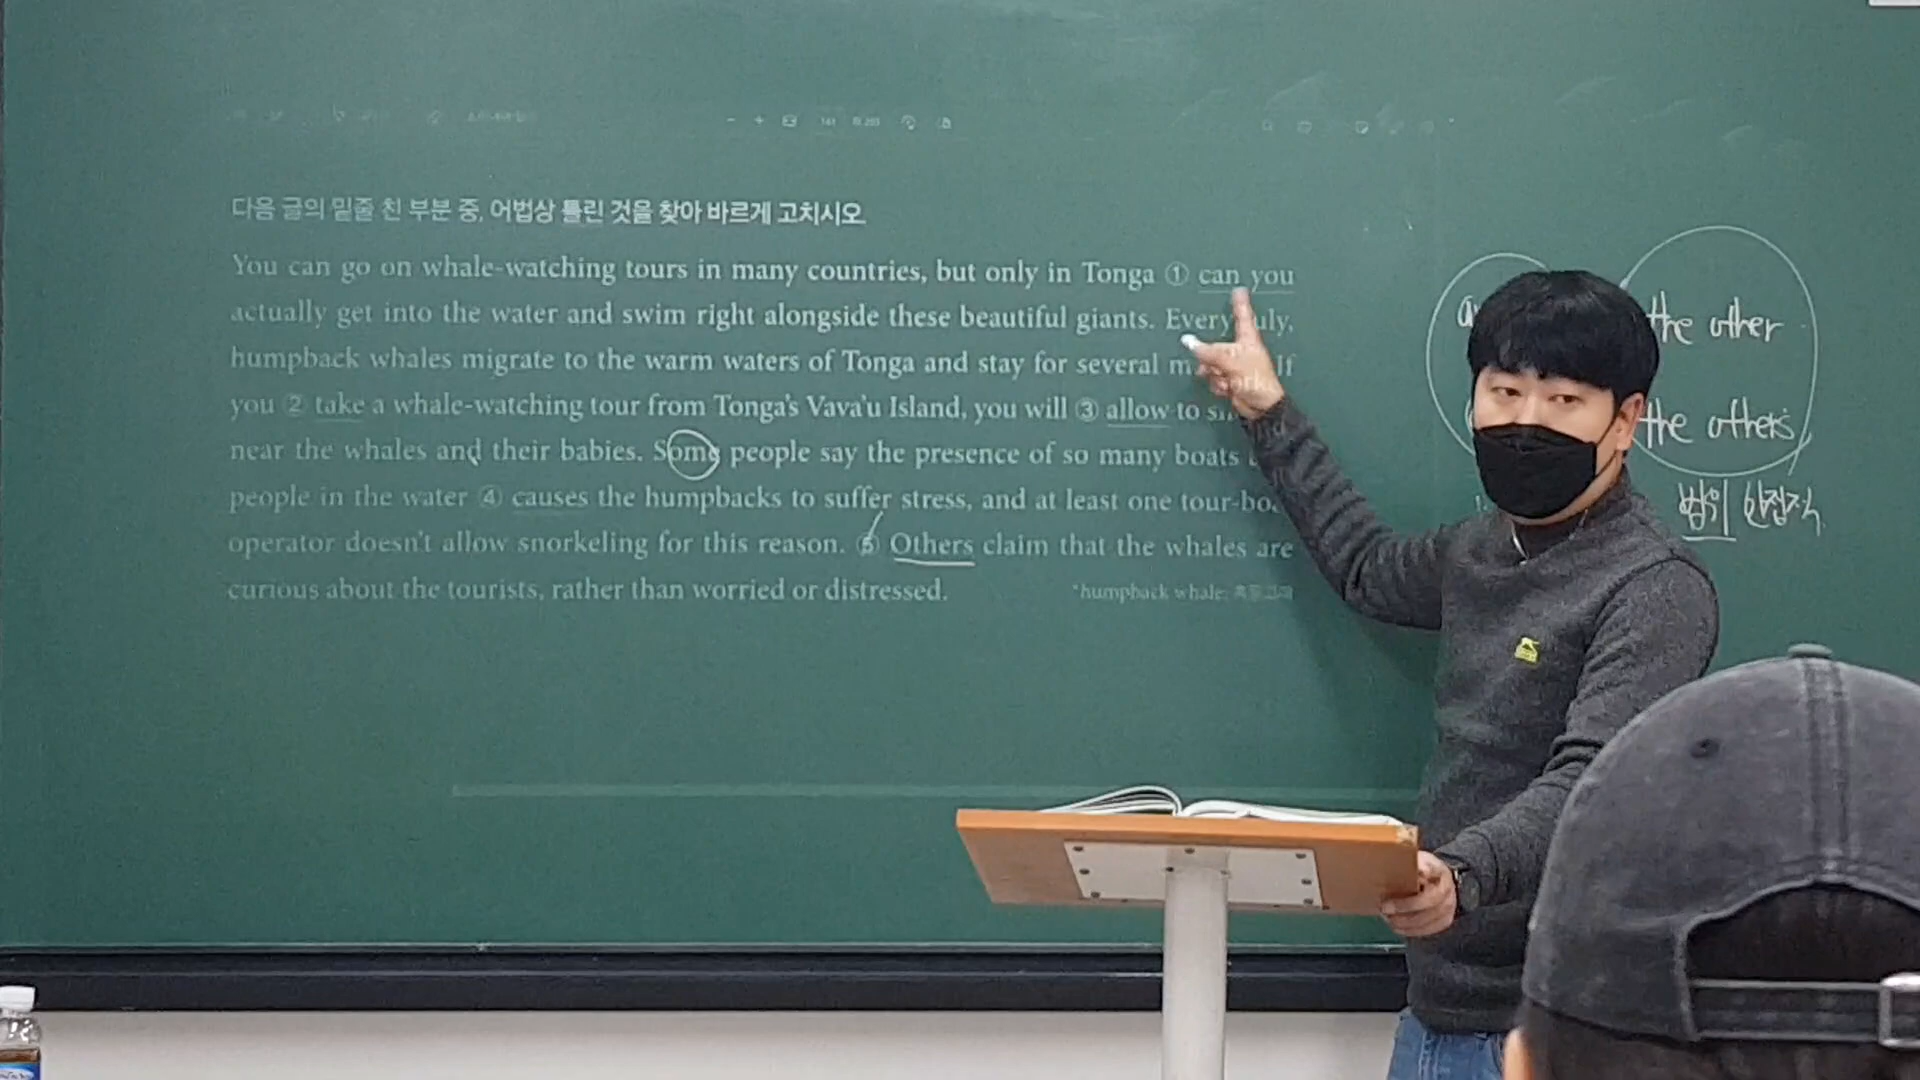 다음 글의 밑줄 친 부분 중, 어법상 틀린 것을 찾아 바르게 고치시오.
You can go on whale-watching tours in many countries, but only in Tonga ① can you
actually get into the water and swim right alongside these beautiful giants. Every July,
humpback whales migrate to the warm waters of Tonga and stay for several If
you ② take a whale-watching tour from Tonga's Vava'u Island, you will ③ allow to
near the whales and their babies. Some people say the presence of so many boats
people in the water ④ causes the humpbacks to suffer stress, and at least one
operator doesn't allow snorkeling for this reason. ⑤ Others claim that the whales are
curious about the tourists, rather than worried or distressed.
*humpback whale: 혹등고래
the other
the others
범위 한정적